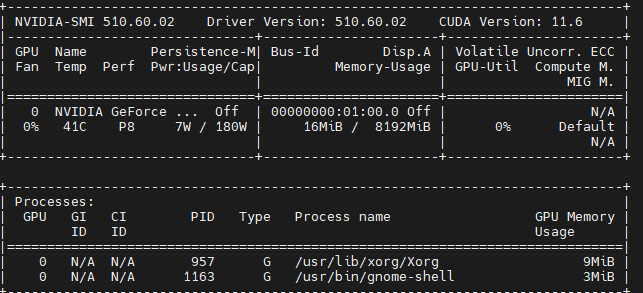 NVIDIA-SMI 510.60.02    Driver Version: 510.60.02    CUDA Version: 11.6
GPU  Name        Persistence-M| Bus-Id        Disp.A | Volatile Uncorr. ECC
Fan  Temp  Perf  Pwr:Usage/Cap|         Memory-Usage | GPU-Util  Compute M.
|                      |               MIG M.
0  NVIDIA GeForce ...  Off  | 00000000:01:00.0 Off |                  N/A
0%   41C    P8     7W / 180W |     16MiB /  8192MiB |      0%      Default
|                      |                  N/A
Processes:
GPU   GI   CI        PID   Type   Process name                  GPU Memory
ID   ID                                                   Usage
0   N/A  N/A       957      G   /usr/lib/xorg/Xorg                  9MiB
0   N/A  N/A      1163      G   /usr/bin/gnome-shell                3MiB